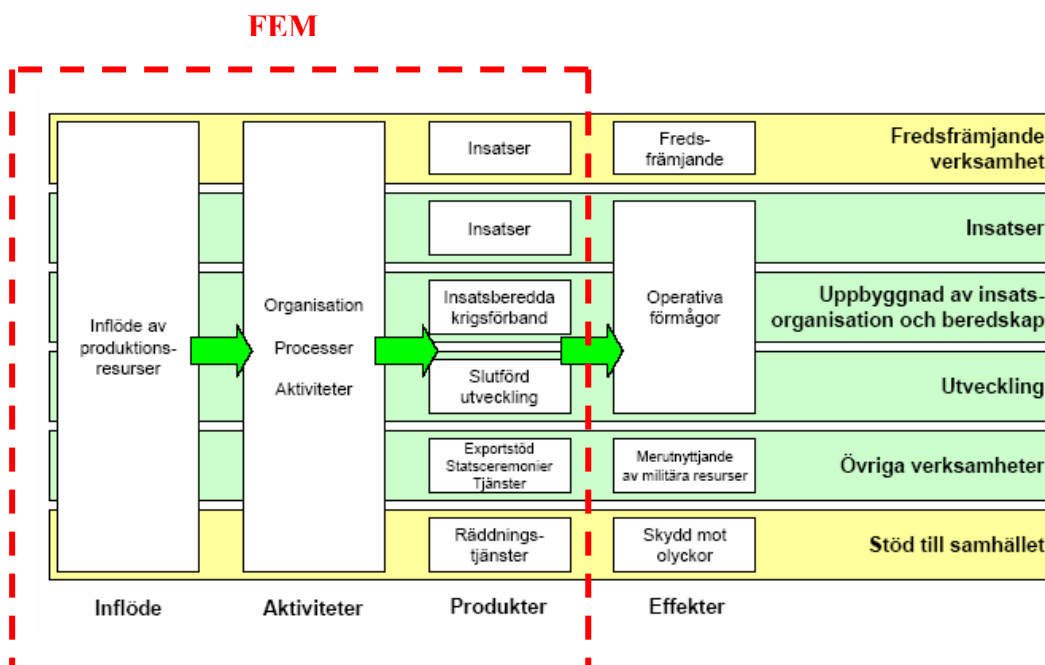 FEM
Insatser
Freds-
främjande
Fredsfrämjande
verksamhet
Insatser
Insatser
Inflöde av
produktions-
resurser
Organisation
Processer
Aktiviteter
Insatsberedda
krigsförband
Operativa
förmågor
Uppbyggnad av insats-
organisation och beredskap
Slutförd
utveckling
Utveckling
Exportstöd
Statsceremonier
Tjänster
Merutnyttjande
av militära resurser
Övriga verksamheter
Räddnings-
tjänster
Skydd mot
olyckor
Stöd till samhället
Inflöde
Aktiviteter
Produkter
Effekter